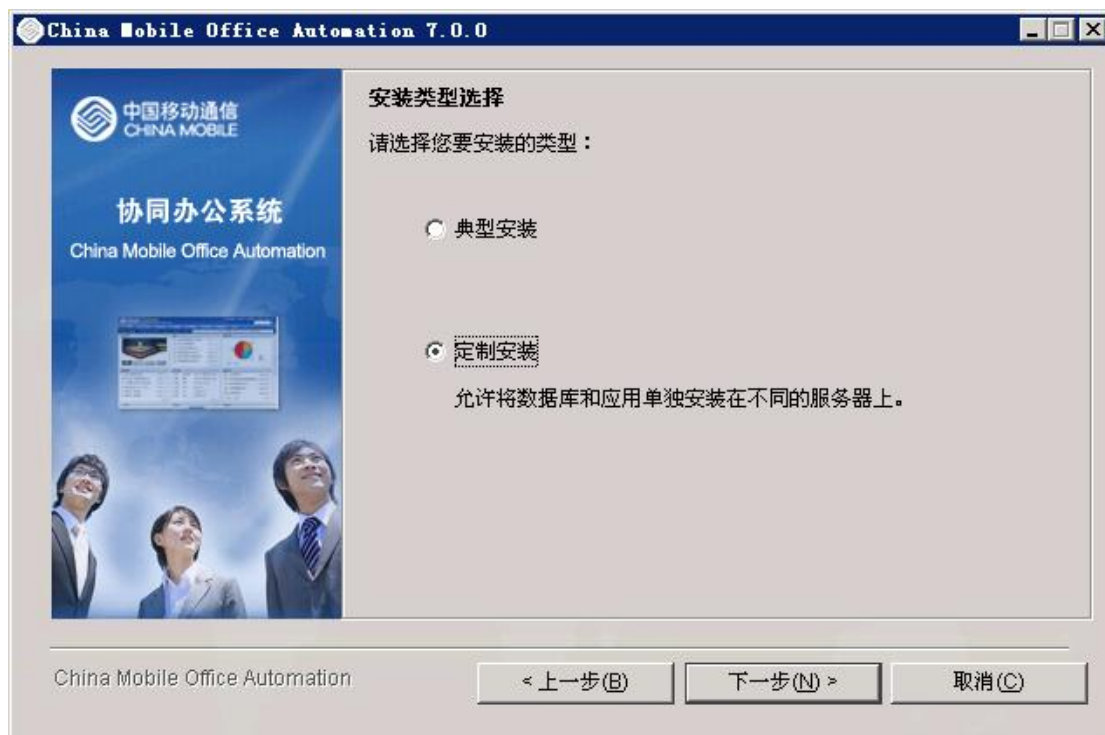 China Mobile Office Automation 7.0.0
中国移动通信
CHINA MOBILE
协同办公系统
China Mobile Office Automation
安装类型选择
请选择您要安装的类型：
典型安装
定制安装
允许将数据库和应用单独安装在不同的服务器上。
China Mobile Office Automation
<上一步(B)
下一步(N)>
取消(C)